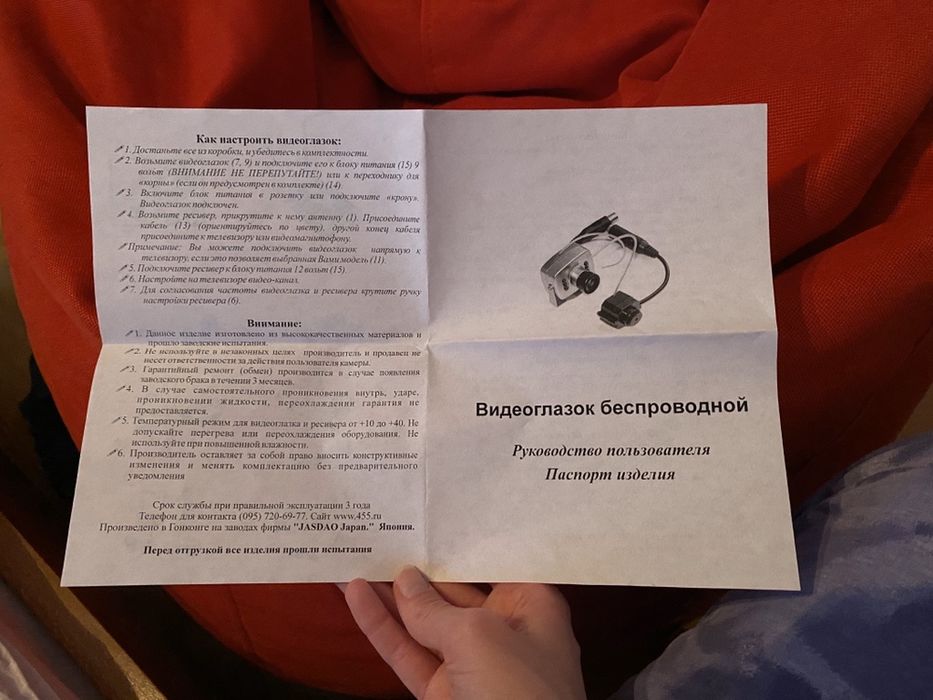 Как настроить видеоглазок:
1. Достаньте все из коробки, и убедитесь в комплектности.
2. Возьмите видеоглазок (7, 9) и подключите его к блоку питания (15) 9
вольт (ВНИМАНИЕ НЕ ПЕРЕПУТАЙТЕ!) или к переходнику для
«корны» (если он предусмотрен в комплекте) (14)
3. Включите блок питания в розетку или подключите «крону».
Видеоглазок подключен.
4. Возьмите ресивер, прикрутите к нему антенну (1). Присоедините
кабель (13) (ориентируйтесь по цвету), другой конец кабеля
присоедините к телевизору или видеомагнитофону.
Примечание: Вы можете подключить видеоглазок напрямую к
телевизору, если это позволяет выбранная Вами модель (11).
5. Подключите ресивер к блоку питания 12 вольт (15).
6. Настройте на телевизоре видео-канал.
7. Для согласования частоты видеоглазка и ресивера крутите ручку
настройки ресивера (6).
Внимание:
1. Данное изделие изготовлено из высококачественных материалов и
прошло заводские испытания.
2. Не используйте в незаконных целях производитель и продавец не
несет ответственности за действия пользователя камеры.
3. Гарантийный ремонт (обмен) производится в случае появления
заводского брака в течении 3 месяцев.
4. В случае самостоятельного проникновения внутрь, ударе,
проникновении жидкости, переохлаждении гарантия не
предоставляется.
5. Температурный режим для видеоглазка и ресивера от +10 до +40. Не
допускайте перегрева или переохлаждения оборудования. Не
используйте при повышенной влажности.
6. Производитель оставляет за собой право вносить конструктивные
изменения и менять комплектацию без предварительного
уведомления
Срок службы при правильной эксплуатации 3 года
Телефон для контакта (095) 720-69-77. Сайт www.455.ru
Произведено в Гонконге на заводах фирмы "JASDAO Japan." Япония.
Перед отгрузкой все изделия прошли испытания
Видеоглазок беспроводной
Руководство пользователя
Паспорт изделия